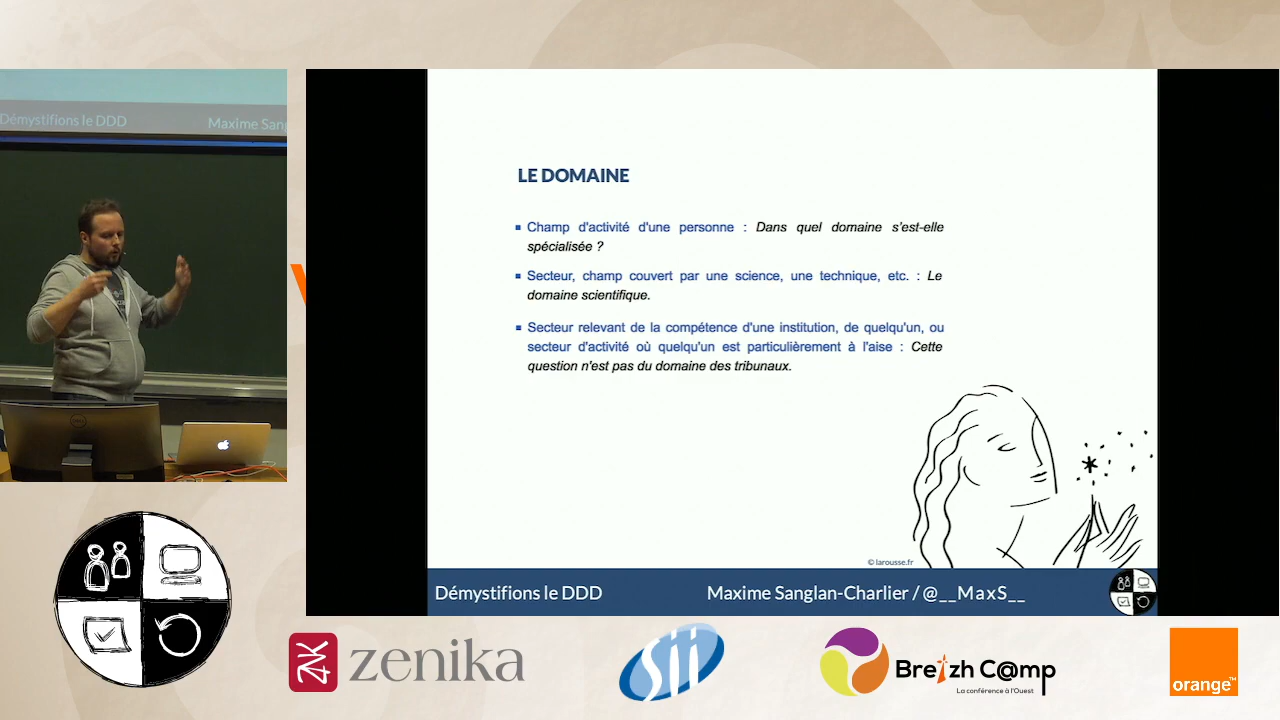 Démystifions le DDD
Maxime Sang
LE DOMAINE
Champ d'activité d'une personne : Dans quel domaine s'est-elle
spécialisée ?
Secteur, champ couvert par une science, une technique, etc. : Le
domaine scientifique.
Secteur relevant de la compétence d'une institution, de quelqu'un, ou
secteur d'activité où quelqu'un est particulièrement à l'aise : Cette
question n'est pas du domaine des tribunaux.
© larousse.fr
Démystifions le DDD
Maxime Sanglan-Charlier / @__MaxS__
zenika
Sii
Breizh C@mp
La conférence à l'Ouest
orange™